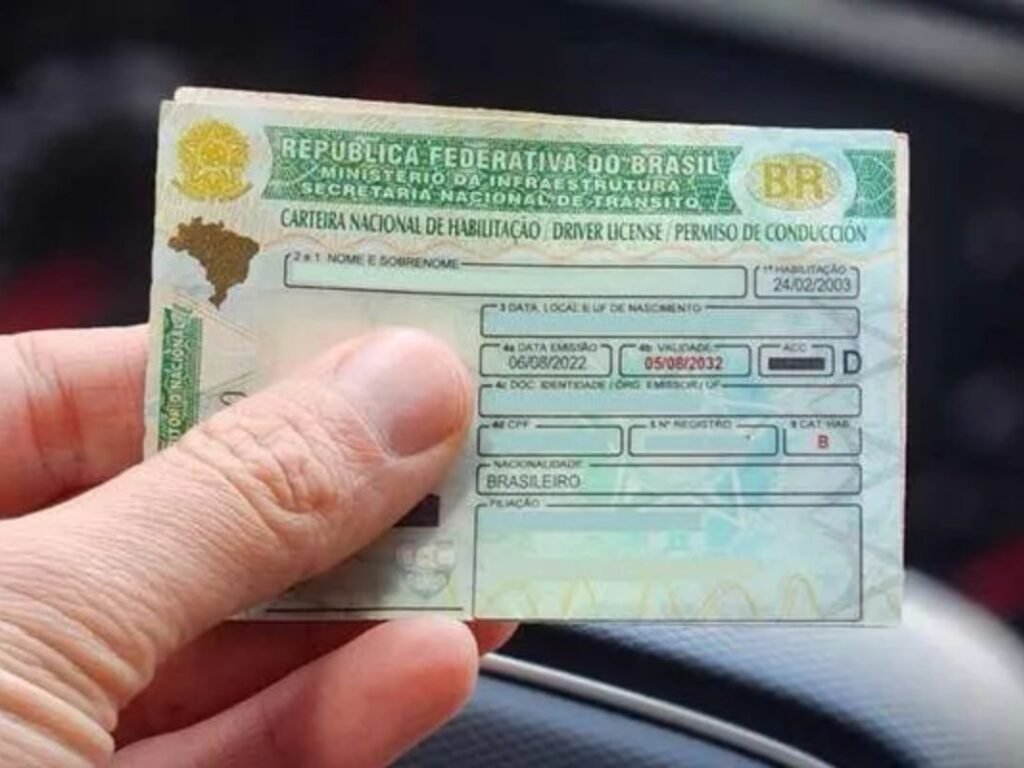 REPÚBLICA FEDERATIVA DO BRASIL
MINISTÉRIO DA INFRAESTRUTURA
SECRETARIA NACIONAL DE TRÂNSITO
BR
CARTEIRA NACIONAL DE HABILITAÇÃO / DRIVER LICENSE / PERMISO DE CONDUCCIÓN
2 e 1 NOME E SOBRENOME
1ª HABILITAÇÃO
24/02/2003
3 DATA, LOCAL E UF DE NASCIMENTO
4a DATA EMISSÃO
06/08/2022
4b VALIDADE
05/08/2032
ACC
D
4c DOC. IDENTIDADE / ÓRG. EMISSOR / UF
4d CPF
5 Nº REGISTRO
9 CAT. HAB.
B
NACIONALIDADE
BRASILEIRO
FILIAÇÃO
NACIONAL